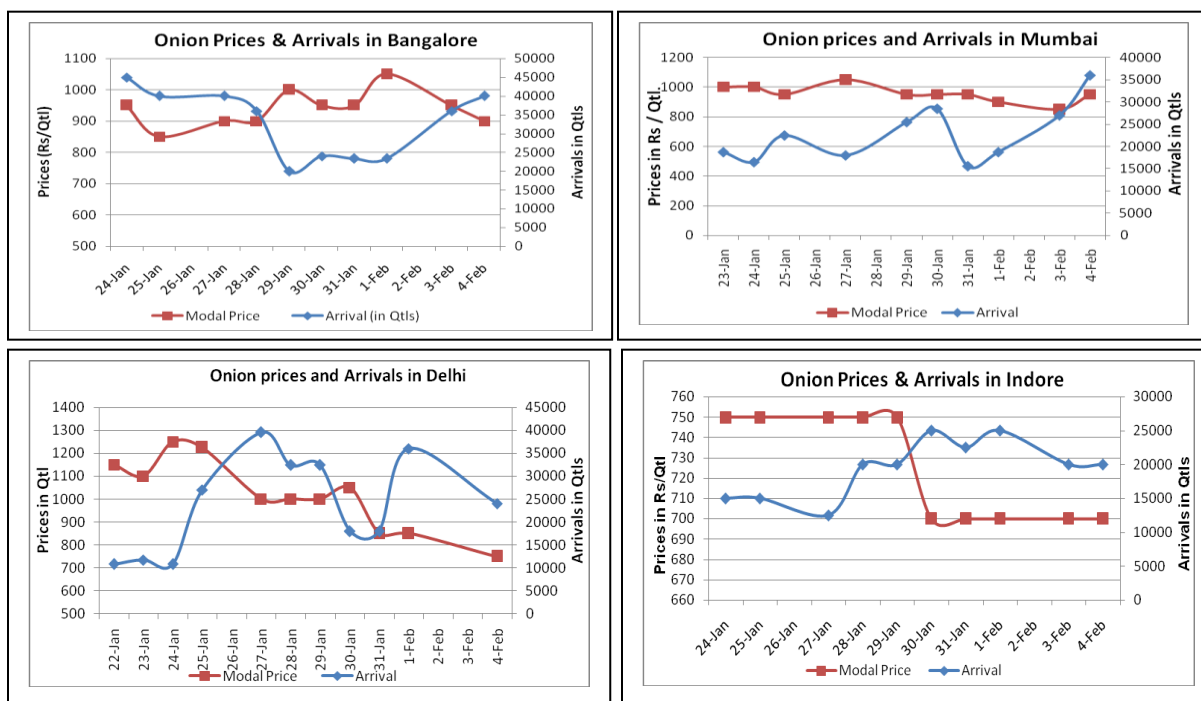 Onion Prices & Arrivals in Bangalore
1100
1000
900
800
700
600
500
50000
45000
40000
35000
30000
25000
20000
15000
10000
5000
0
Prices (Rs/Qtl)
Arrivals in Qtls
24-Jan
25-Jan
26-Jan
27-Jan
28-Jan
29-Jan
30-Jan
31-Jan
1-Feb
2-Feb
3-Feb
4-Feb
Modal Price
Arrival (in Qtls)
Onion prices and Arrivals in Mumbai
1200
1000
800
600
400
200
0
40000
35000
30000
25000
20000
15000
10000
5000
0
Prices in Rs / Qtl.
Arrivals in Qtls
23-Jan
24-Jan
25-Jan
26-Jan
27-Jan
28-Jan
29-Jan
30-Jan
31-Jan
1-Feb
2-Feb
3-Feb
4-Feb
Modal Price
Arrival
Onion prices and Arrivals in Delhi
1400
1300
1200
1100
1000
900
800
700
600
500
45000
40000
35000
30000
25000
20000
15000
10000
5000
0
Prices in Qtl
Arrivals in Qtls
22-Jan
23-Jan
24-Jan
25-Jan
26-Jan
27-Jan
28-Jan
29-Jan
30-Jan
31-Jan
1-Feb
2-Feb
3-Feb
4-Feb
Modal Price
Arrival
Onion Prices & Arrivals in Indore
760
750
740
730
720
710
700
690
680
670
660
30000
25000
20000
15000
10000
5000
0
Prices in Rs/Qtl
Arrivals in Qtls
24-Jan
25-Jan
26-Jan
27-Jan
28-Jan
29-Jan
30-Jan
31-Jan
1-Feb
2-Feb
3-Feb
4-Feb
Modal Price
Arrival